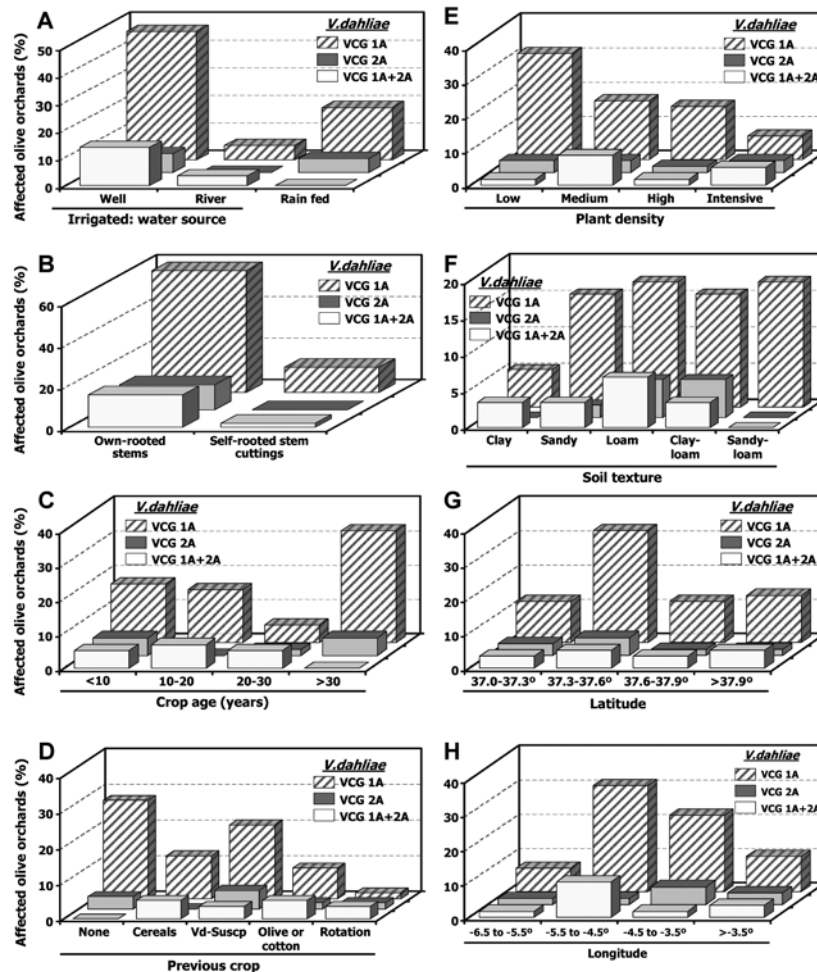 A
V.dahliae
VCG 1A
VCG 2A
VCG 1A+2A
Affected olive orchards (%)
50
40
30
20
10
0
Well
River
Rain fed
Irrigated: water source
E
V.dahliae
VCG 1A
VCG 2A
VCG 1A+2A
40
30
20
10
0
Low
Medium
High
Intensive
Plant density
B
V.dahliae
VCG 1A
VCG 2A
VCG 1A+2A
Affected olive orchards (%)
60
40
20
0
Own-rooted
stems
Self-rooted stem
cuttings
F
V.dahliae
VCG 1A
VCG 2A
VCG 1A+2A
20
15
10
5
0
Clay
Sandy
Loam
Clay-
loam
Sandy-
loam
Soil texture
C
V.dahliae
VCG 1A
VCG 2A
VCG 1A+2A
Affected olive orchards (%)
40
30
20
10
0
<10
10-20
20-30
>30
Crop age (years)
G
V.dahliae
VCG 1A
VCG 2A
VCG 1A+2A
40
30
20
10
0
37.0-37.3º
37.3-37.6º
37.6-37.9º
>37.9º
Latitude
D
V.dahliae
VCG 1A
VCG 2A
VCG 1A+2A
Affected olive orchards (%)
40
30
20
10
0
None
Cereals
Vd-Suscp
Olive or
cotton
Rotation
Previous crop
H
V.dahliae
VCG 1A
VCG 2A
VCG 1A+2A
40
30
20
10
0
-6.5 to -5.5º
-5.5 to -4.5º
-4.5 to -3.5º
>-3.5º
Longitude